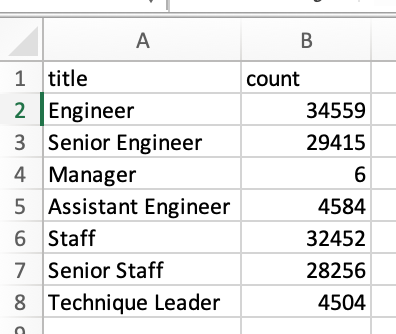 A B
1 title count
2 Engineer 34559
3 Senior Engineer 29415
4 Manager 6
5 Assistant Engineer 4584
6 Staff 32452
7 Senior Staff 28256
8 Technique Leader 4504
9